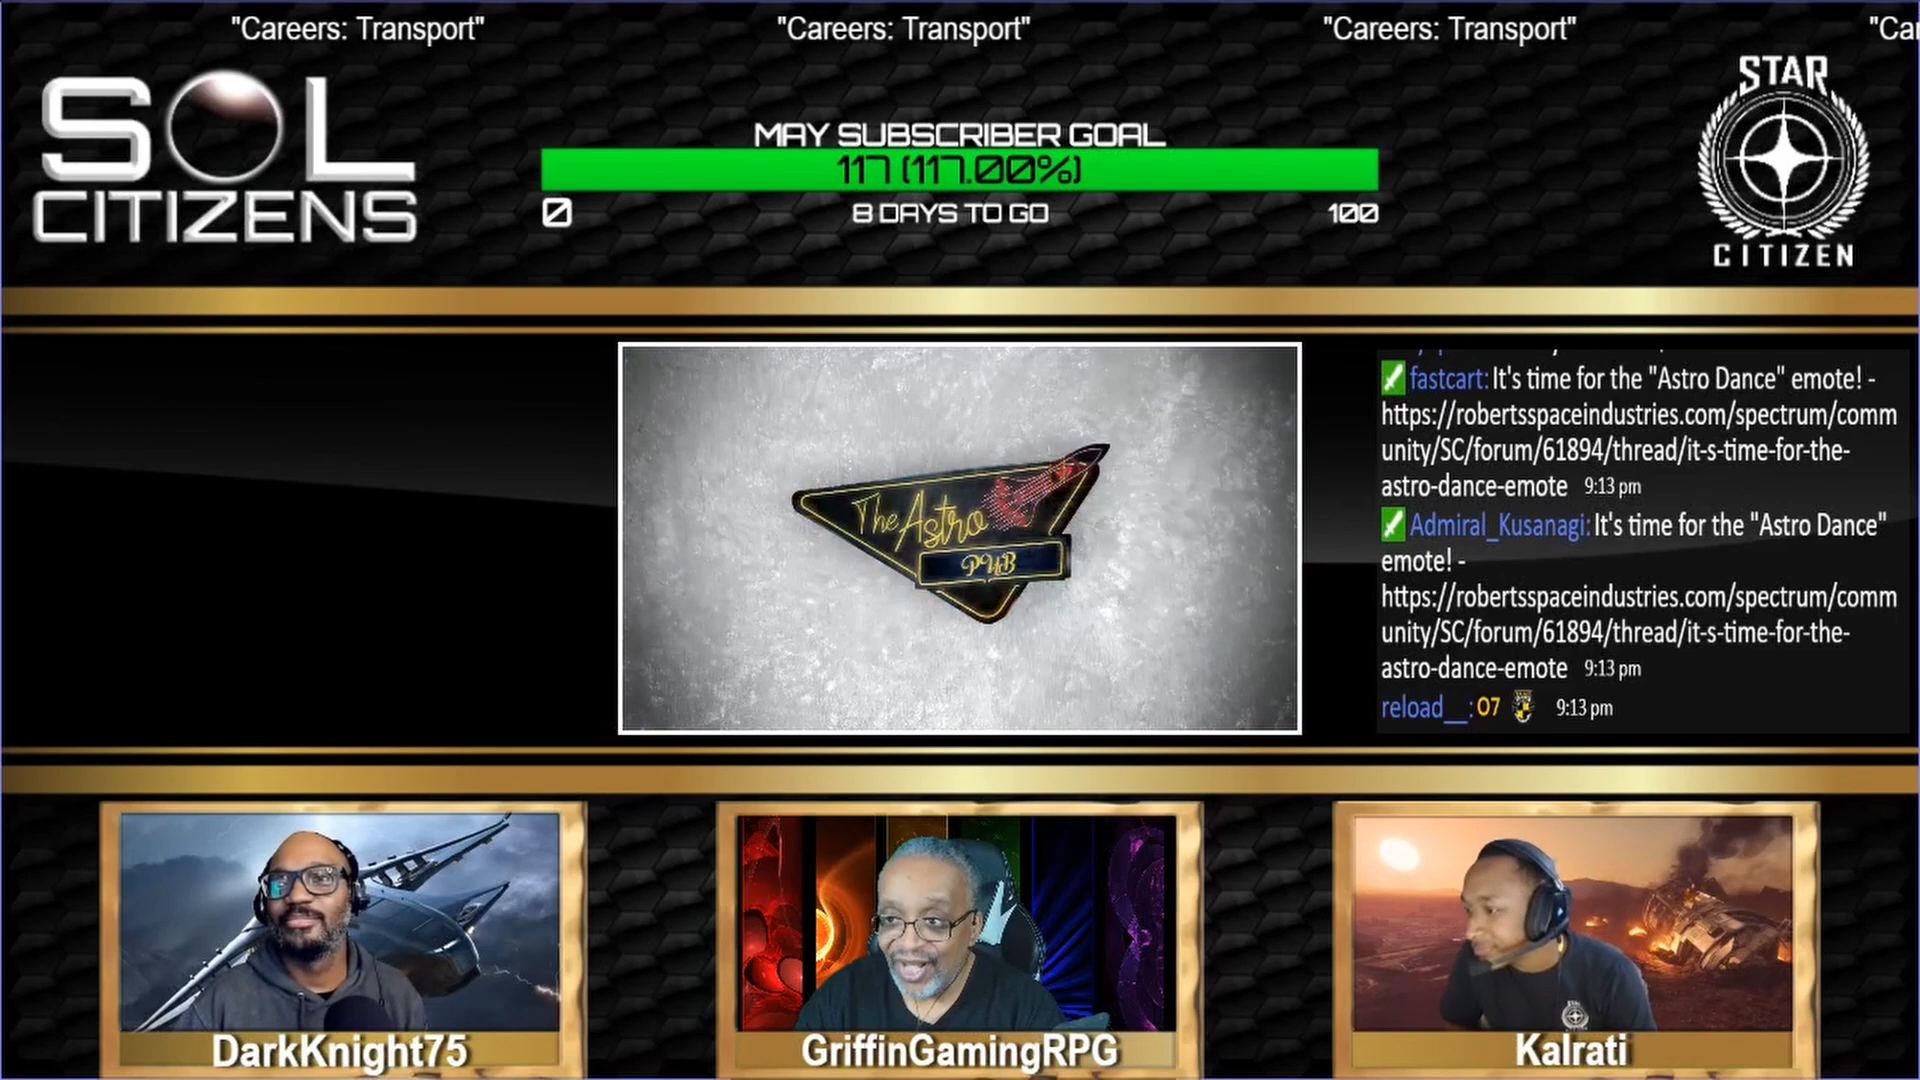 "Careers: Transport" "Careers: Transport" "Careers: Transport"
SOL
CITIZENS
MAY SUBSCRIBER GOAL
117 (117.00%)
0 8 DAYS TO GO 100
STAR
CITIZEN
The Astro
PUB
fastcart: It's time for the "Astro Dance" emote! -
https://robertsspaceindustries.com/spectrum/comm
unity/SC/forum/61894/thread/it-s-time-for-the-
astro-dance-emote 9:13 pm
Admiral_Kusanagi: It's time for the "Astro Dance"
emote! -
https://robertsspaceindustries.com/spectrum/comm
unity/SC/forum/61894/thread/it-s-time-for-the-
astro-dance-emote 9:13 pm
reload__: O7 9:13 pm
DarkKnight75
GriffinGamingRPG
Kalrati